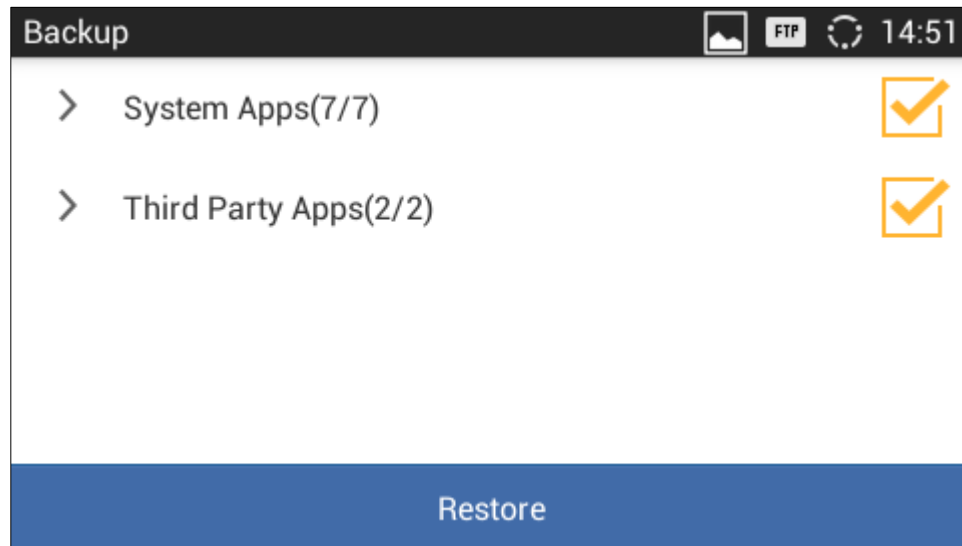 Backup FTP 14:51
System Apps(7/7)
Third Party Apps(2/2)
Restore